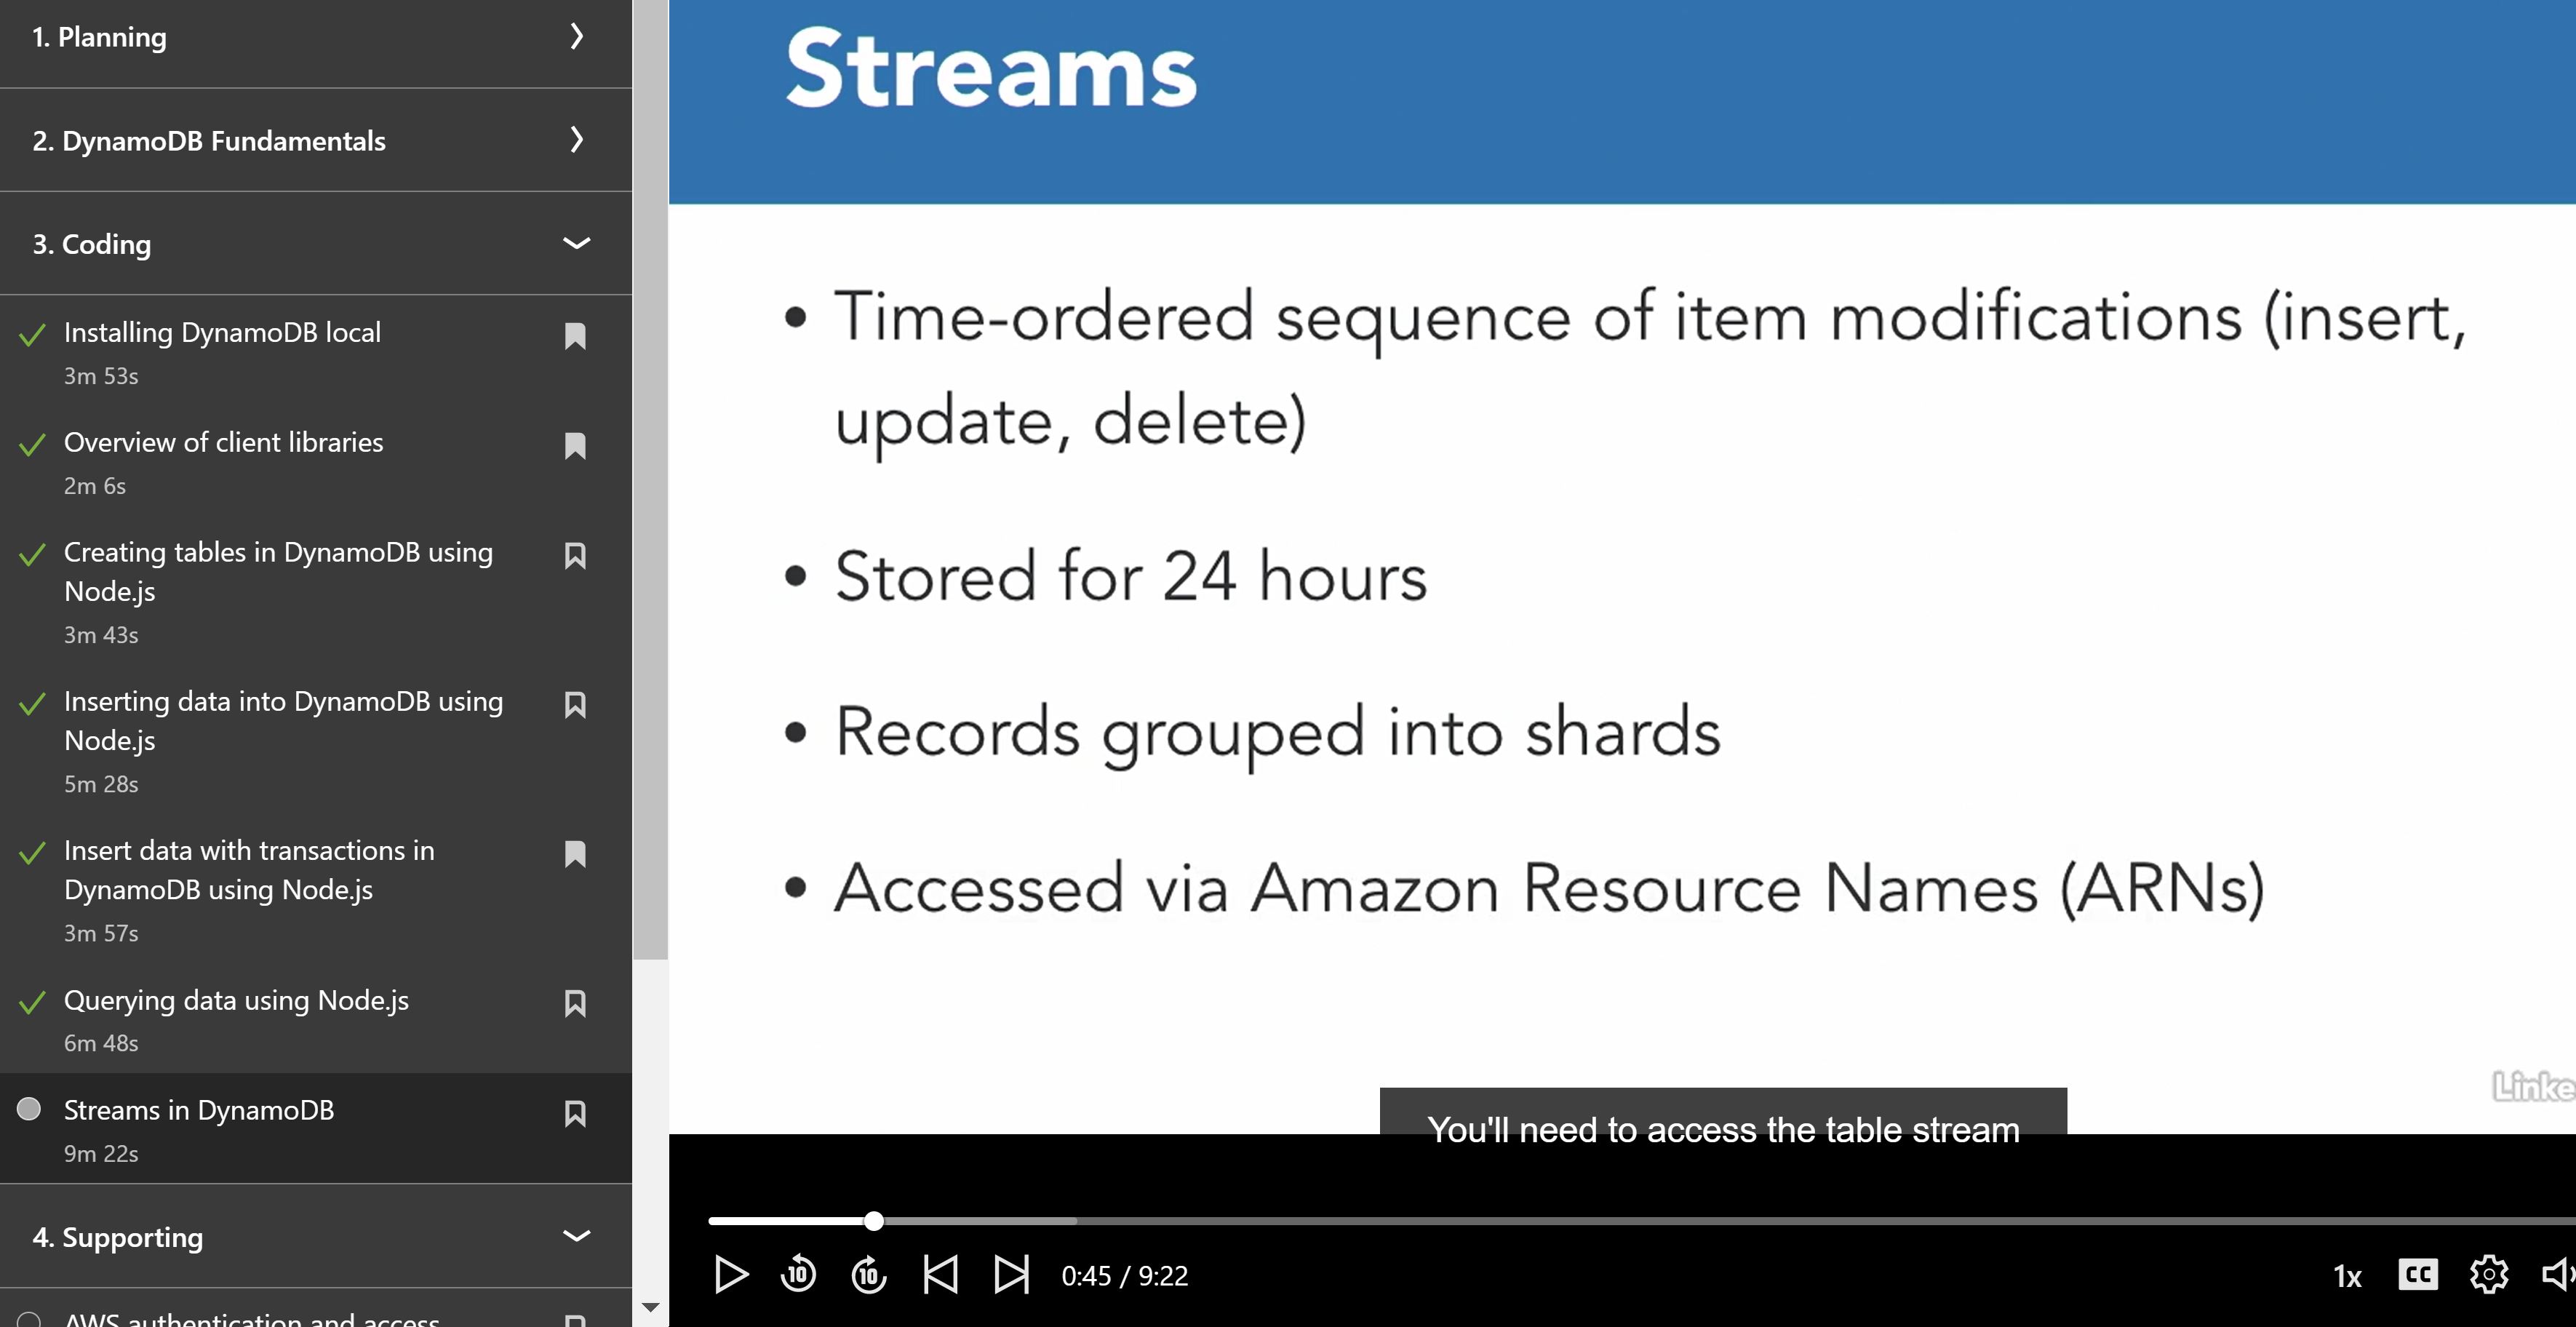 1. Planning
2. DynamoDB Fundamentals
3. Coding
Installing DynamoDB local
3m 53s
Overview of client libraries
2m 6s
Creating tables in DynamoDB using
Node.js
3m 43s
Inserting data into DynamoDB using
Node.js
5m 28s
Insert data with transactions in
DynamoDB using Node.js
3m 57s
Querying data using Node.js
6m 48s
Streams in DynamoDB
9m 22s
4. Supporting
AWS authentication and access
Streams
• Time-ordered sequence of item modifications (insert,
update, delete)
• Stored for 24 hours
• Records grouped into shards
• Accessed via Amazon Resource Names (ARNs)
Linke
You'll need to access the table stream
10
10
0:45 / 9:22
1x
CC